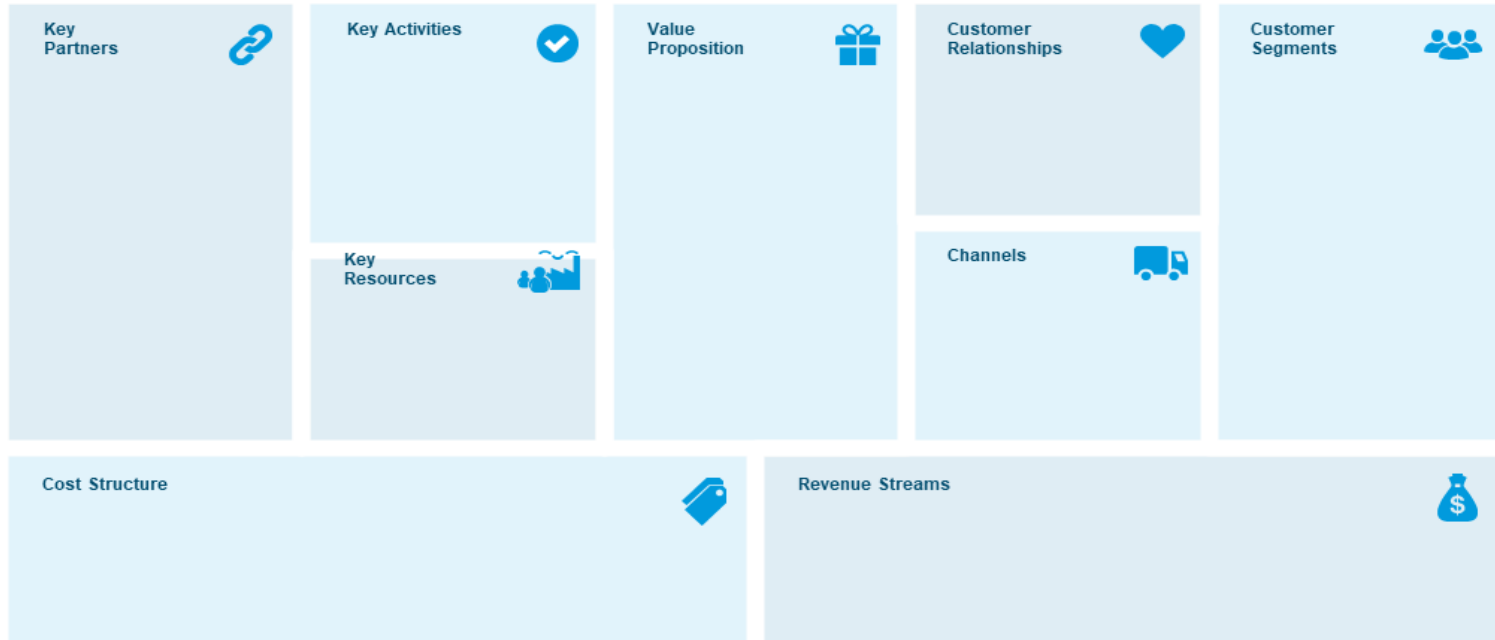 Key
Partners
Key Activities
Key
Resources
Value
Proposition
Customer
Relationships
Channels
Customer
Segments
Cost Structure
Revenue Streams
$